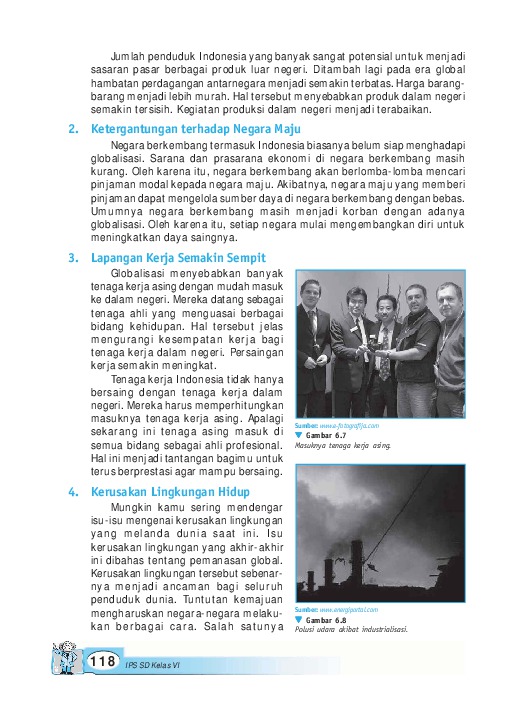 Jumlah penduduk Indonesia yang banyak sangat potensial untuk menjadi
sasaran pasar berbagai produk luar negeri. Ditambah lagi pada era global
hambatan perdagangan antarnegara menjadi semakin terbatas. Harga barang-
barang menjadi lebih murah. Hal tersebut menyebabkan produk dalam negeri
semakin tersisih. Kegiatan produksi dalam negeri menjadi terabaikan.
2. Ketergantungan terhadap Negara Maju
Negara berkembang termasuk Indonesia biasanya belum siap menghadapi
globalisasi. Sarana dan prasarana ekonomi di negara berkembang masih
kurang. Oleh karena itu, negara berkembang akan berlomba-lomba mencari
pinjaman modal kepada negara maju. Akibatnya, negara maju yang memberi
pinjaman dapat mengelola sumber daya di negara berkembang dengan bebas.
Umumnya negara berkembang masih menjadi korban dengan adanya
globalisasi. Oleh karena itu, setiap negara mulai mengembangkan diri untuk
meningkatkan daya saingnya.
3. Lapangan Kerja Semakin Sempit
Globalisasi menyebabkan banyak
tenaga kerja asing dengan mudah masuk
ke dalam negeri. Mereka datang sebagai
tenaga ahli yang menguasai berbagai
bidang kehidupan. Hal tersebut jelas
mengurangi kesempatan kerja bagi
tenaga kerja dalam negeri. Persaingan
kerja semakin meningkat.
Tenaga kerja Indonesia tidak hanya
bersaing dengan tenaga kerja dalam
negeri. Mereka harus memperhitungkan
masuknya tenaga kerja asing. Apalagi
sekarang ini tenaga asing masuk di
semua bidang sebagai ahli profesional.
Hal ini menjadi tantangan bagimu untuk
terus berprestasi agar mampu bersaing.
Sumber: www.e-fotografija.com
Gambar 6.7
Masuknya tenaga kerja asing.
4. Kerusakan Lingkungan Hidup
Mungkin kamu sering mendengar
isu-isu mengenai kerusakan lingkungan
yang melanda dunia saat ini. Isu
kerusakan lingkungan yang akhir-akhir
ini dibahas tentang pemanasan global.
Kerusakan lingkungan tersebut sebenar-
nya menjadi ancaman bagi seluruh
penduduk dunia. Tuntutan kemajuan
mengharuskan negara-negara melaku-
kan berbagai cara. Salah satunya
Sumber: www.energiportal.com
Gambar 6.8
Polusi udara akibat industrialisasi.
118 IPS SD Kelas VI